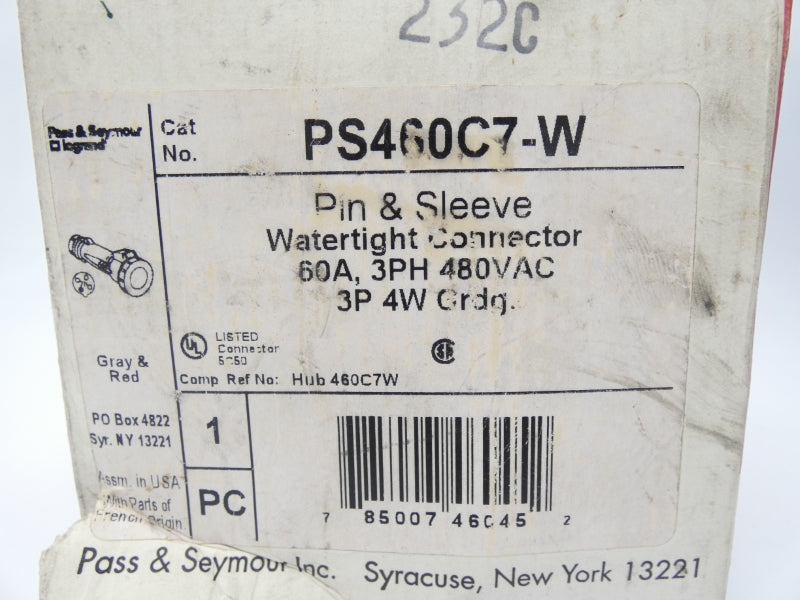 232C
Pass & Seymour
legrand
Cat
No.
PS460C7-W
Pin & Sleeve
Watertight Connector
60A, 3PH 480VAC
3P 4W Grdg.
UL
LISTED
Connector
Gray &
Red
Comp Ref No: Hub 460C7W
PO Box 4822
Syr. NY 13221
1
PC
Assm. in USA
With Parts of
French Origin
7 85007 46045 2
Pass & Seymour Inc. Syracuse, New York 13221